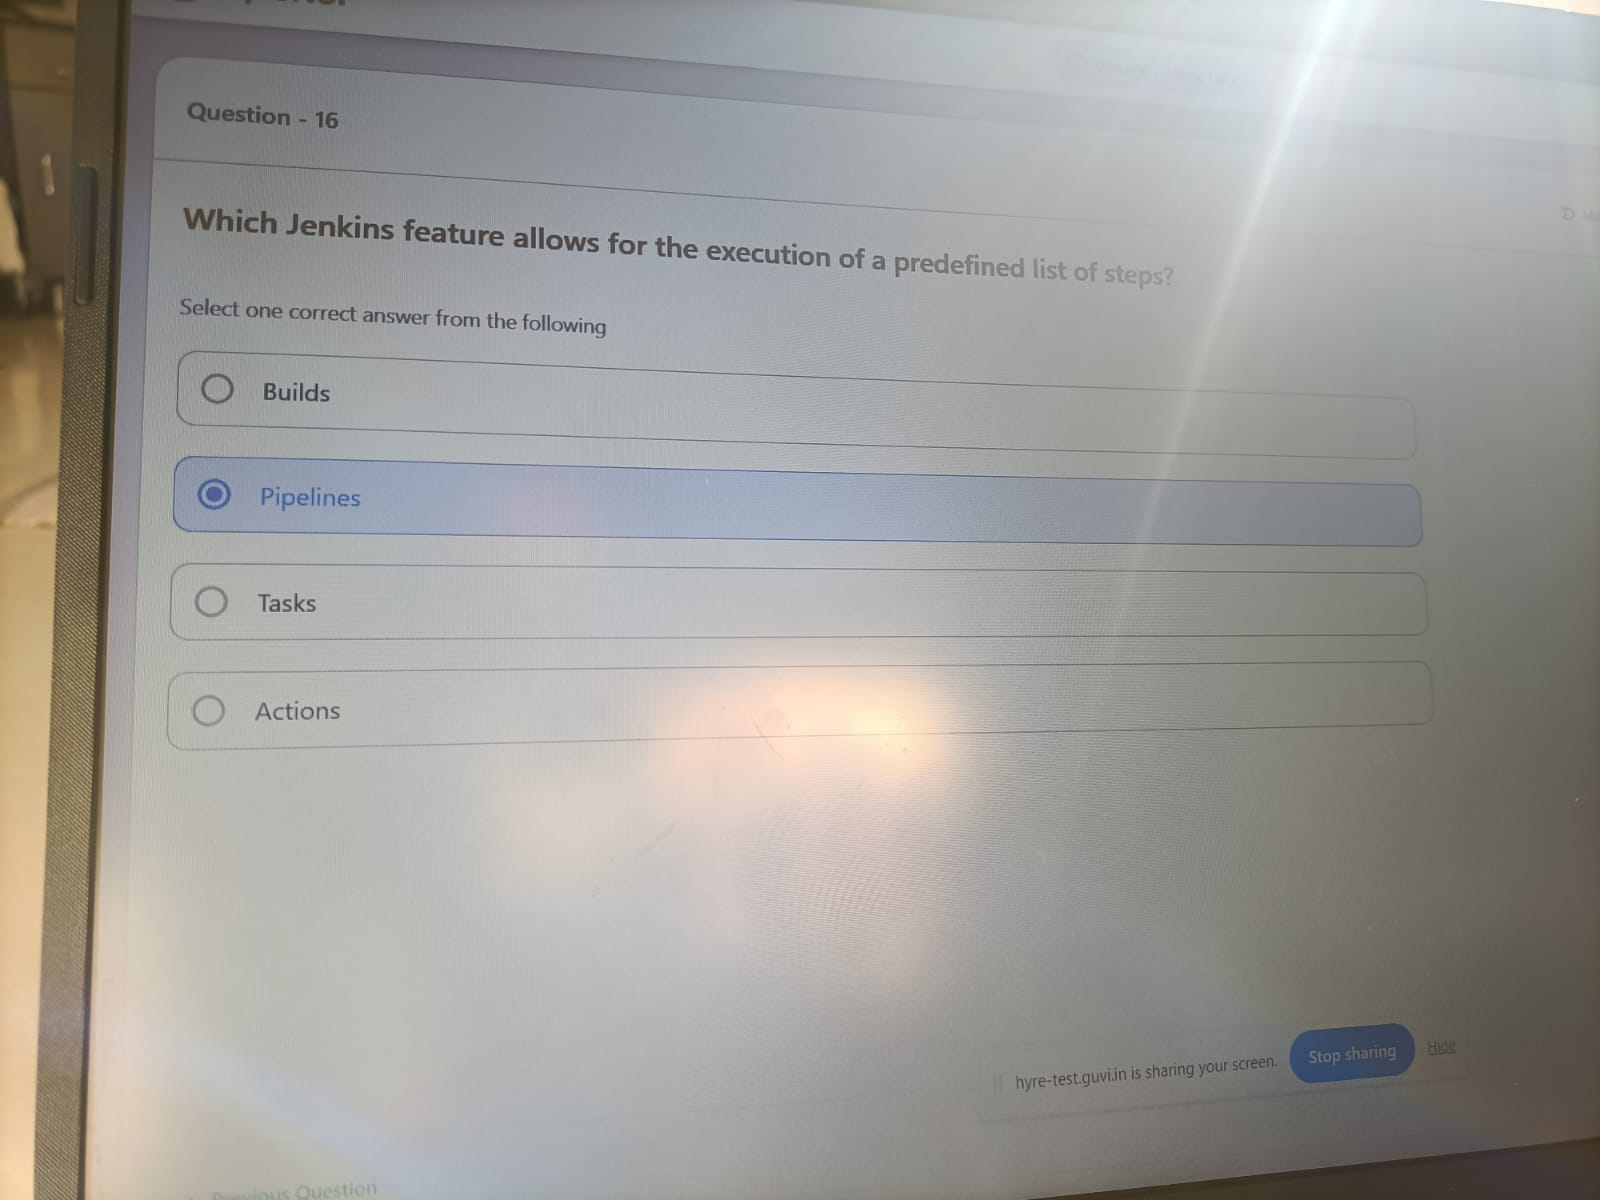 Question - 16
Which Jenkins feature allows for the execution of a predefined list of steps?
Select one correct answer from the following
Builds
Pipelines
Tasks
Actions
hyre-test.guvi.in is sharing your screen.
Stop sharing
Hide
Previous Question